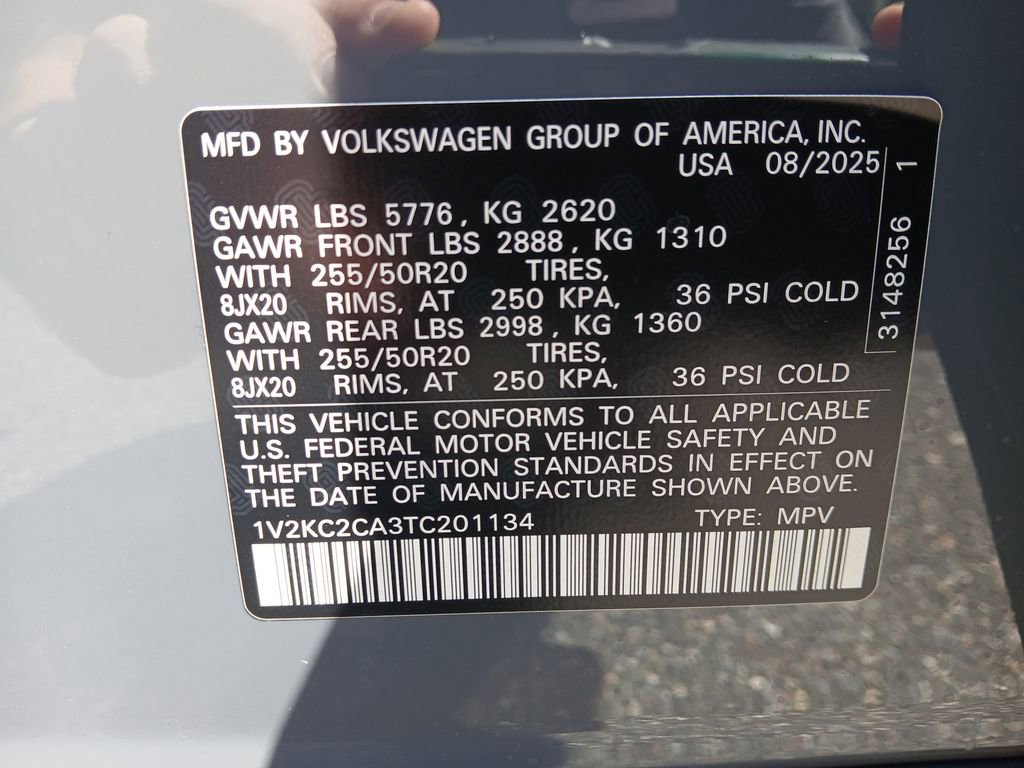 MFD BY VOLKSWAGEN GROUP OF AMERICA, INC.
USA 08/2025
GVWR LBS 5776, KG 2620
GAWR FRONT LBS 2888, KG 1310
WITH 255/50R20 TIRES,
8JX20 RIMS, AT 250 KPA, 36 PSI COLD
GAWR REAR LBS 2998, KG 1360
WITH 255/50R20 TIRES,
8JX20 RIMS, AT 250 KPA, 36 PSI COLD
3148256 1
THIS VEHICLE CONFORMS TO ALL APPLICABLE
U.S. FEDERAL MOTOR VEHICLE SAFETY AND
THEFT PREVENTION STANDARDS IN EFFECT ON
THE DATE OF MANUFACTURE SHOWN ABOVE.
1V2KC2CA3TC201134 TYPE: MPV